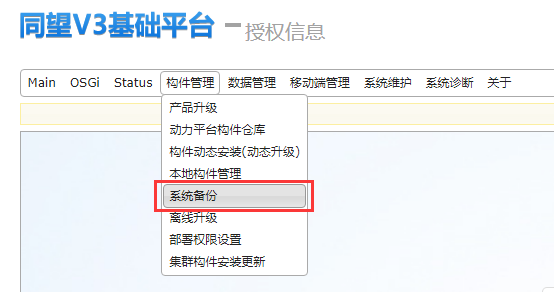 同望V3基础平台 - 授权信息
Main OSGi Status 构件管理 数据管理 移动端管理 系统维护 系统诊断 关于
产品升级
动力平台构件仓库
构件动态安装(动态升级)
本地构件管理
系统备份
离线升级
部署权限设置
集群构件安装更新